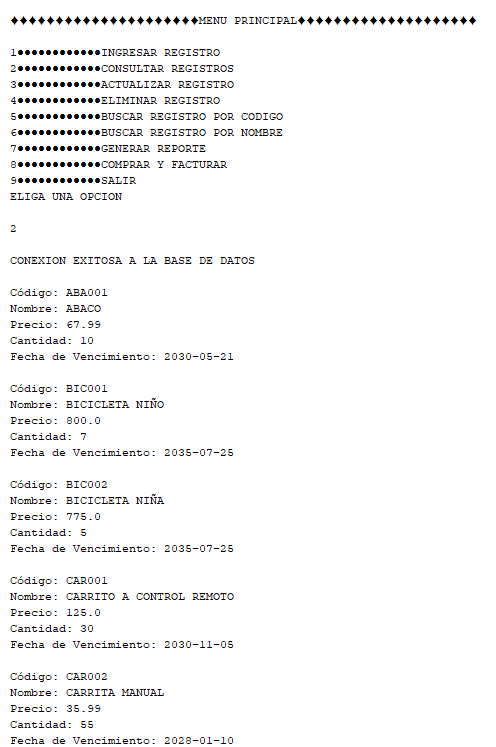 ♦♦♦♦♦♦♦♦♦♦♦♦♦♦♦♦♦♦♦♦♦MENU PRINCIPAL♦♦♦♦♦♦♦♦♦♦♦♦♦♦♦♦♦♦♦♦
1●●●●●●●●●●●●INGRESAR REGISTRO
2●●●●●●●●●●●●CONSULTAR REGISTROS
3●●●●●●●●●●●●ACTUALIZAR REGISTRO
4●●●●●●●●●●●●ELIMINAR REGISTRO
5●●●●●●●●●●●●BUSCAR REGISTRO POR CODIGO
6●●●●●●●●●●●●BUSCAR REGISTRO POR NOMBRE
7●●●●●●●●●●●●GENERAR REPORTE
8●●●●●●●●●●●●COMPRAR Y FACTURAR
9●●●●●●●●●●●●SALIR
ELIGA UNA OPCION
2
CONEXION EXITOSA A LA BASE DE DATOS
Código: ABA001
Nombre: ABACO
Precio: 67.99
Cantidad: 10
Fecha de Vencimiento: 2030-05-21
Código: BIC001
Nombre: BICICLETA NIÑO
Precio: 800.0
Cantidad: 7
Fecha de Vencimiento: 2035-07-25
Código: BIC002
Nombre: BICICLETA NIÑA
Precio: 775.0
Cantidad: 5
Fecha de Vencimiento: 2035-07-25
Código: CAR001
Nombre: CARRITO A CONTROL REMOTO
Precio: 125.0
Cantidad: 30
Fecha de Vencimiento: 2030-11-05
Código: CAR002
Nombre: CARRITA MANUAL
Precio: 35.99
Cantidad: 55
Fecha de Vencimiento: 2028-01-10